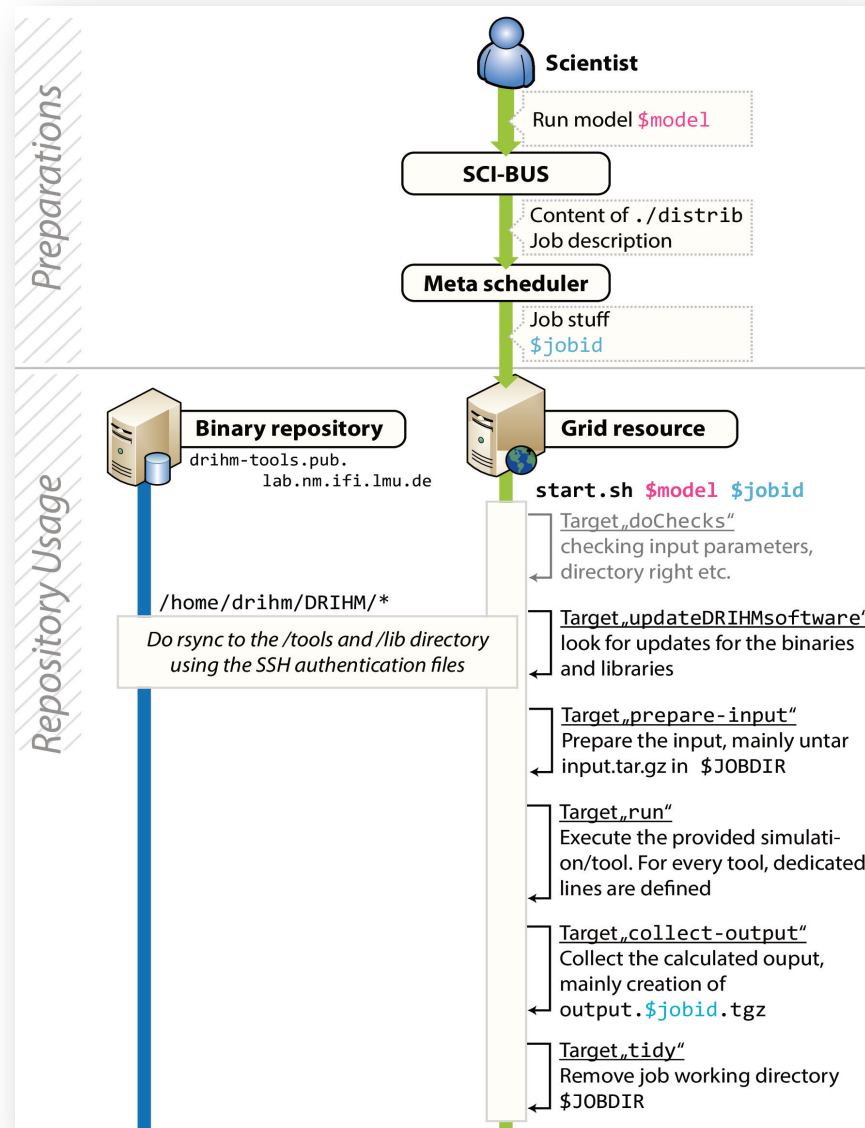 Preparations
Scientist
Run model $model
SCI-BUS
Content of ./distrib
Job description
Meta scheduler
Job stuff
$jobid
Repository Usage
Binary repository
drihm-tools.pub.
lab.nm.ifi.lmu.de
Grid resource
start.sh $model $jobid
Target„doChecks“
checking input parameters,
directory right etc.
/home/drihm/DRIHM/*
Do rsync to the /tools and /lib directory
using the SSH authentication files
Target„updateDRIHMsoftware“
look for updates for the binaries
and libraries
Target„prepare-input“
Prepare the input, mainly untar
input.tar.gz in $JOBDIR
Target„run“
Execute the provided simulati-
on/tool. For every tool, dedicated
lines are defined
Target„collect-output“
Collect the calculated ouput,
mainly creation of
output.$jobid.tgz
Target„tidy“
Remove job working directory
$JOBDIR